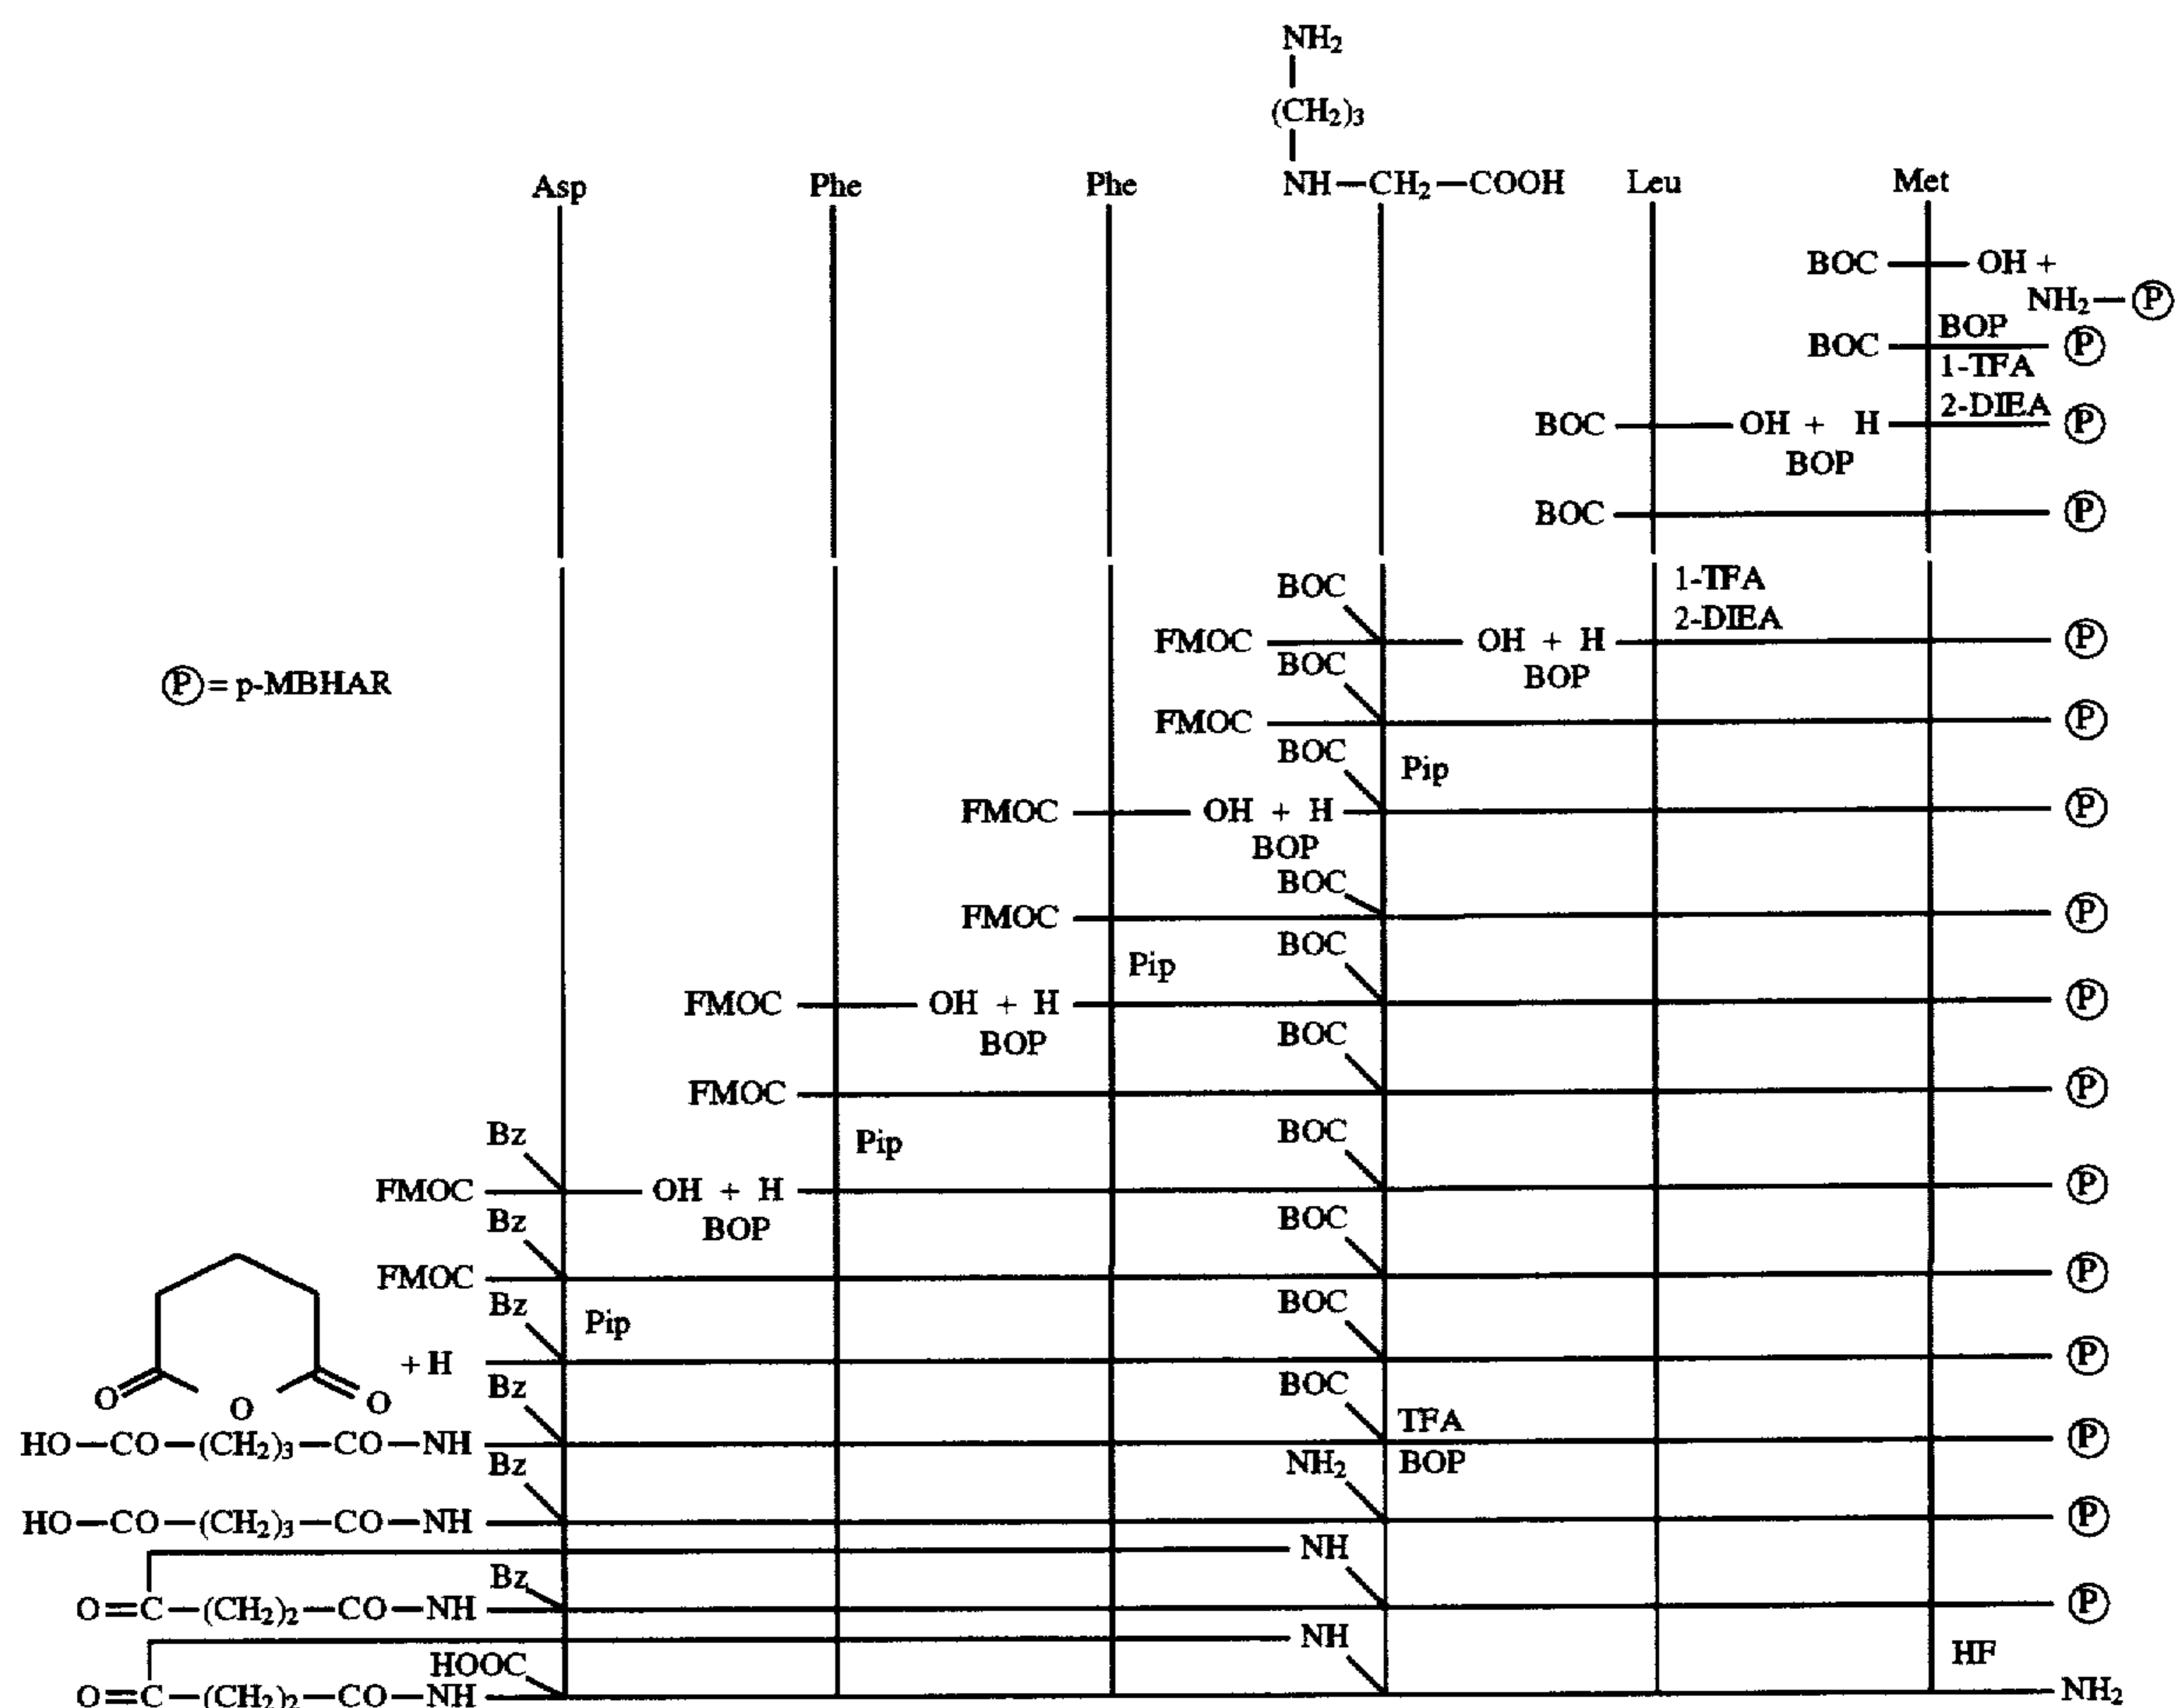 NH₂
(CH₂)₃
Asp Phe Phe NH—CH₂—COOH Leu Met
BOC OH +
NH₂—Ⓟ
BOP
BOC Ⓟ
1-TFA
2-DIEA
BOC OH + H Ⓟ
BOP
BOC Ⓟ
BOC 1-TFA
2-DIEA
FMOC OH + H Ⓟ
BOC BOP
Ⓟ= p-MBHAR
FMOC Ⓟ
BOC Pip
FMOC OH + H Ⓟ
BOP
BOC
FMOC Ⓟ
BOC
Pip
FMOC OH + H Ⓟ
BOP BOC
FMOC Ⓟ
Bz Pip BOC
FMOC OH + H Ⓟ
Bz BOP BOC
FMOC Ⓟ
Bz Pip BOC
+ H Ⓟ
O O O
Bz BOC
TFA
HO—CO—(CH₂)₃—CO—NH Ⓟ
Bz NH₂ BOP
HO—CO—(CH₂)₃—CO—NH Ⓟ
NH
Bz
O=C—(CH₂)₂—CO—NH Ⓟ
NH
HOOC HF
O=C—(CH₂)₂—CO—NH NH₂